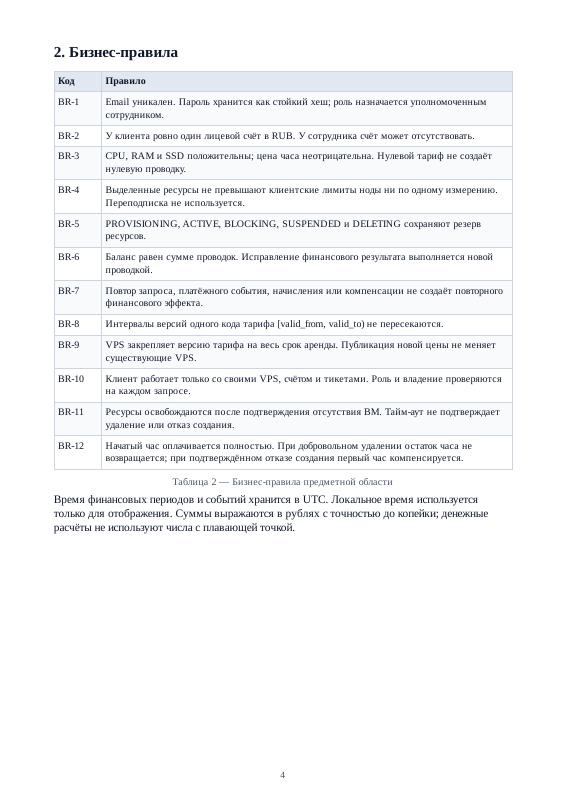 2. Бизнес-правила
Код Правило
BR-1 Email уникален. Пароль хранится как стойкий хеш; роль назначается уполномоченным
сотрудником.
BR-2 У клиента ровно один лицевой счёт в RUB. У сотрудника счёт может отсутствовать.
BR-3 CPU, RAM и SSD положительны; цена часа неотрицательна. Нулевой тариф не создаёт
нулевую проводку.
BR-4 Выделенные ресурсы не превышают клиентские лимиты ноды ни по одному измерению.
Переподписка не используется.
BR-5 PROVISIONING, ACTIVE, BLOCKING, SUSPENDED и DELETING сохраняют резерв
ресурсов.
BR-6 Баланс равен сумме проводок. Исправление финансового результата выполняется новой
проводкой.
BR-7 Повтор запроса, платёжного события, начисления или компенсации не создаёт повторного
финансового эффекта.
BR-8 Интервалы версий одного кода тарифа [valid_from, valid_to) не пересекаются.
BR-9 VPS закрепляет версию тарифа на весь срок аренды. Публикация новой цены не меняет
существующие VPS.
BR-10 Клиент работает только со своими VPS, счётом и тикетами. Роль и владение проверяются
на каждом запросе.
BR-11 Ресурсы освобождаются после подтверждения отсутствия ВМ. Тайм-аут не подтверждает
удаление или отказ создания.
BR-12 Начатый час оплачивается полностью. При добровольном удалении остаток часа не
возвращается; при подтверждённом отказе создания первый час компенсируется.
Таблица 2 — Бизнес-правила предметной области
Время финансовых периодов и событий хранится в UTC. Локальное время используется
только для отображения. Суммы выражаются в рублях с точностью до копейки; денежные
расчёты не используют числа с плавающей точкой.
4